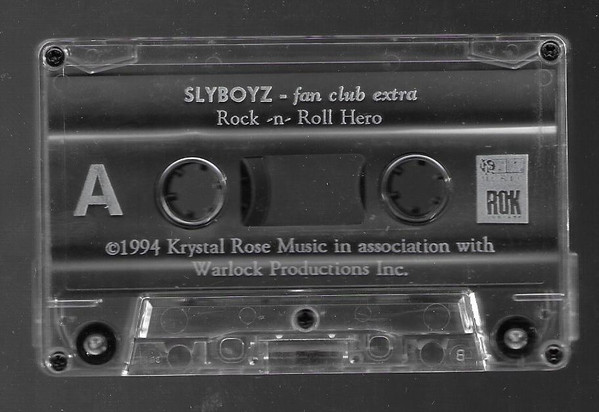 SLYBOYZ - fan club extra
Rock -n- Roll Hero
A
ROK
©1994 Krystal Rose Music in association with
Warlock Productions Inc.
B